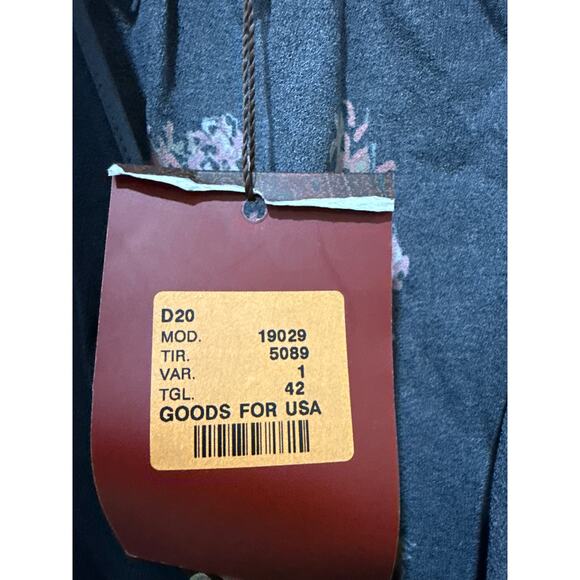 D20
MOD. 19029
TIR. 5089
VAR. 1
TGL. 42
GOODS FOR USA